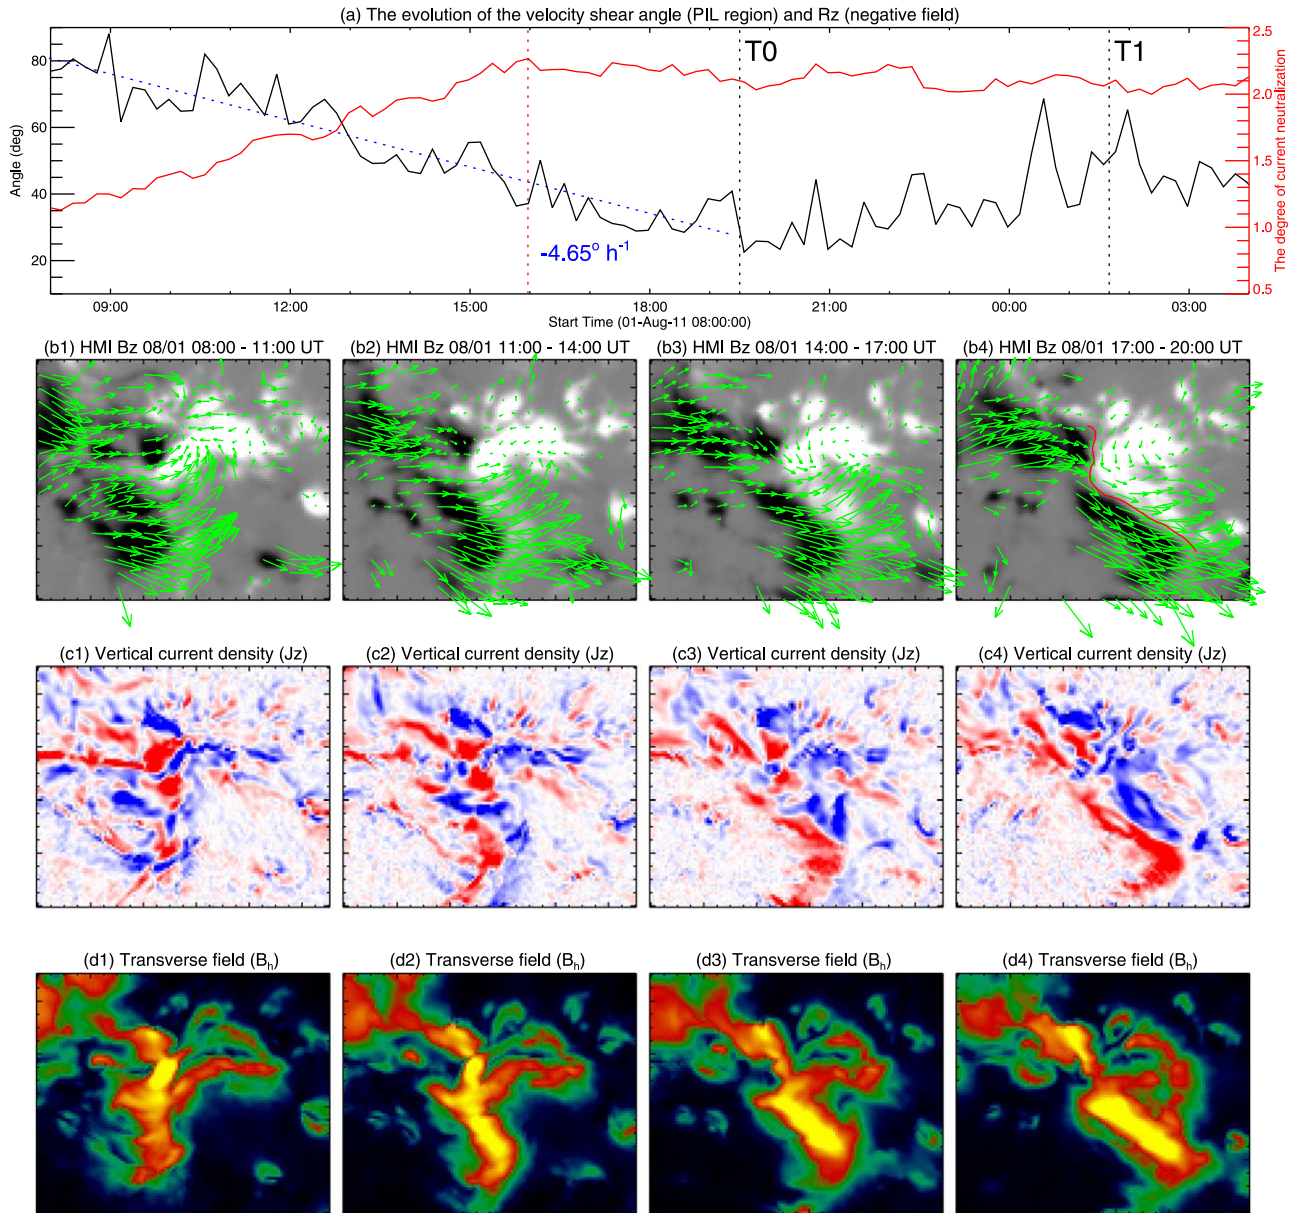 (a) The evolution of the velocity shear angle (PIL region) and Rz (negative field)
80
60
40
20
Angle (deg)
T0
T1
-4.65° h⁻¹
2.5
2.0
1.5
1.0
0.5
The degree of current neutralization
09:00 12:00 15:00 18:00 21:00 00:00 03:00
Start Time (01-Aug-11 08:00:00)
(b1) HMI Bz 08/01 08:00 - 11:00 UT
(b2) HMI Bz 08/01 11:00 - 14:00 UT
(b3) HMI Bz 08/01 14:00 - 17:00 UT
(b4) HMI Bz 08/01 17:00 - 20:00 UT
(c1) Vertical current density (Jz)
(c2) Vertical current density (Jz)
(c3) Vertical current density (Jz)
(c4) Vertical current density (Jz)
(d1) Transverse field (Bₕ)
(d2) Transverse field (Bₕ)
(d3) Transverse field (Bₕ)
(d4) Transverse field (Bₕ)